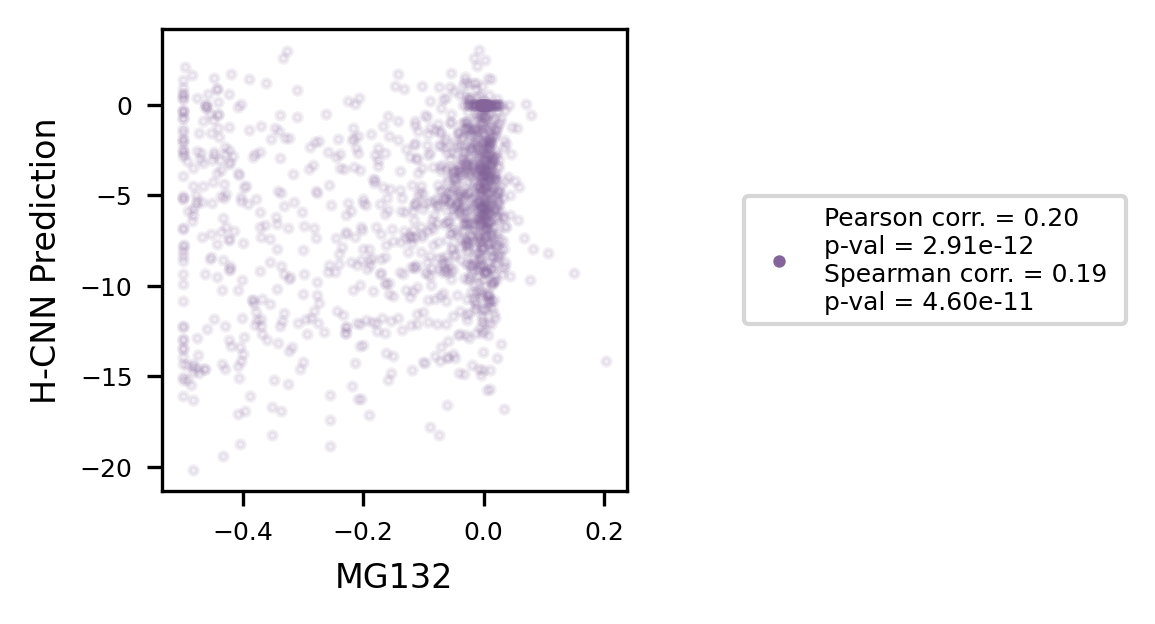 H-CNN Prediction
0
−5
−10
−15
−20
−0.4
−0.2
0.0
0.2
MG132
Pearson corr. = 0.20
p-val = 2.91e-12
Spearman corr. = 0.19
p-val = 4.60e-11